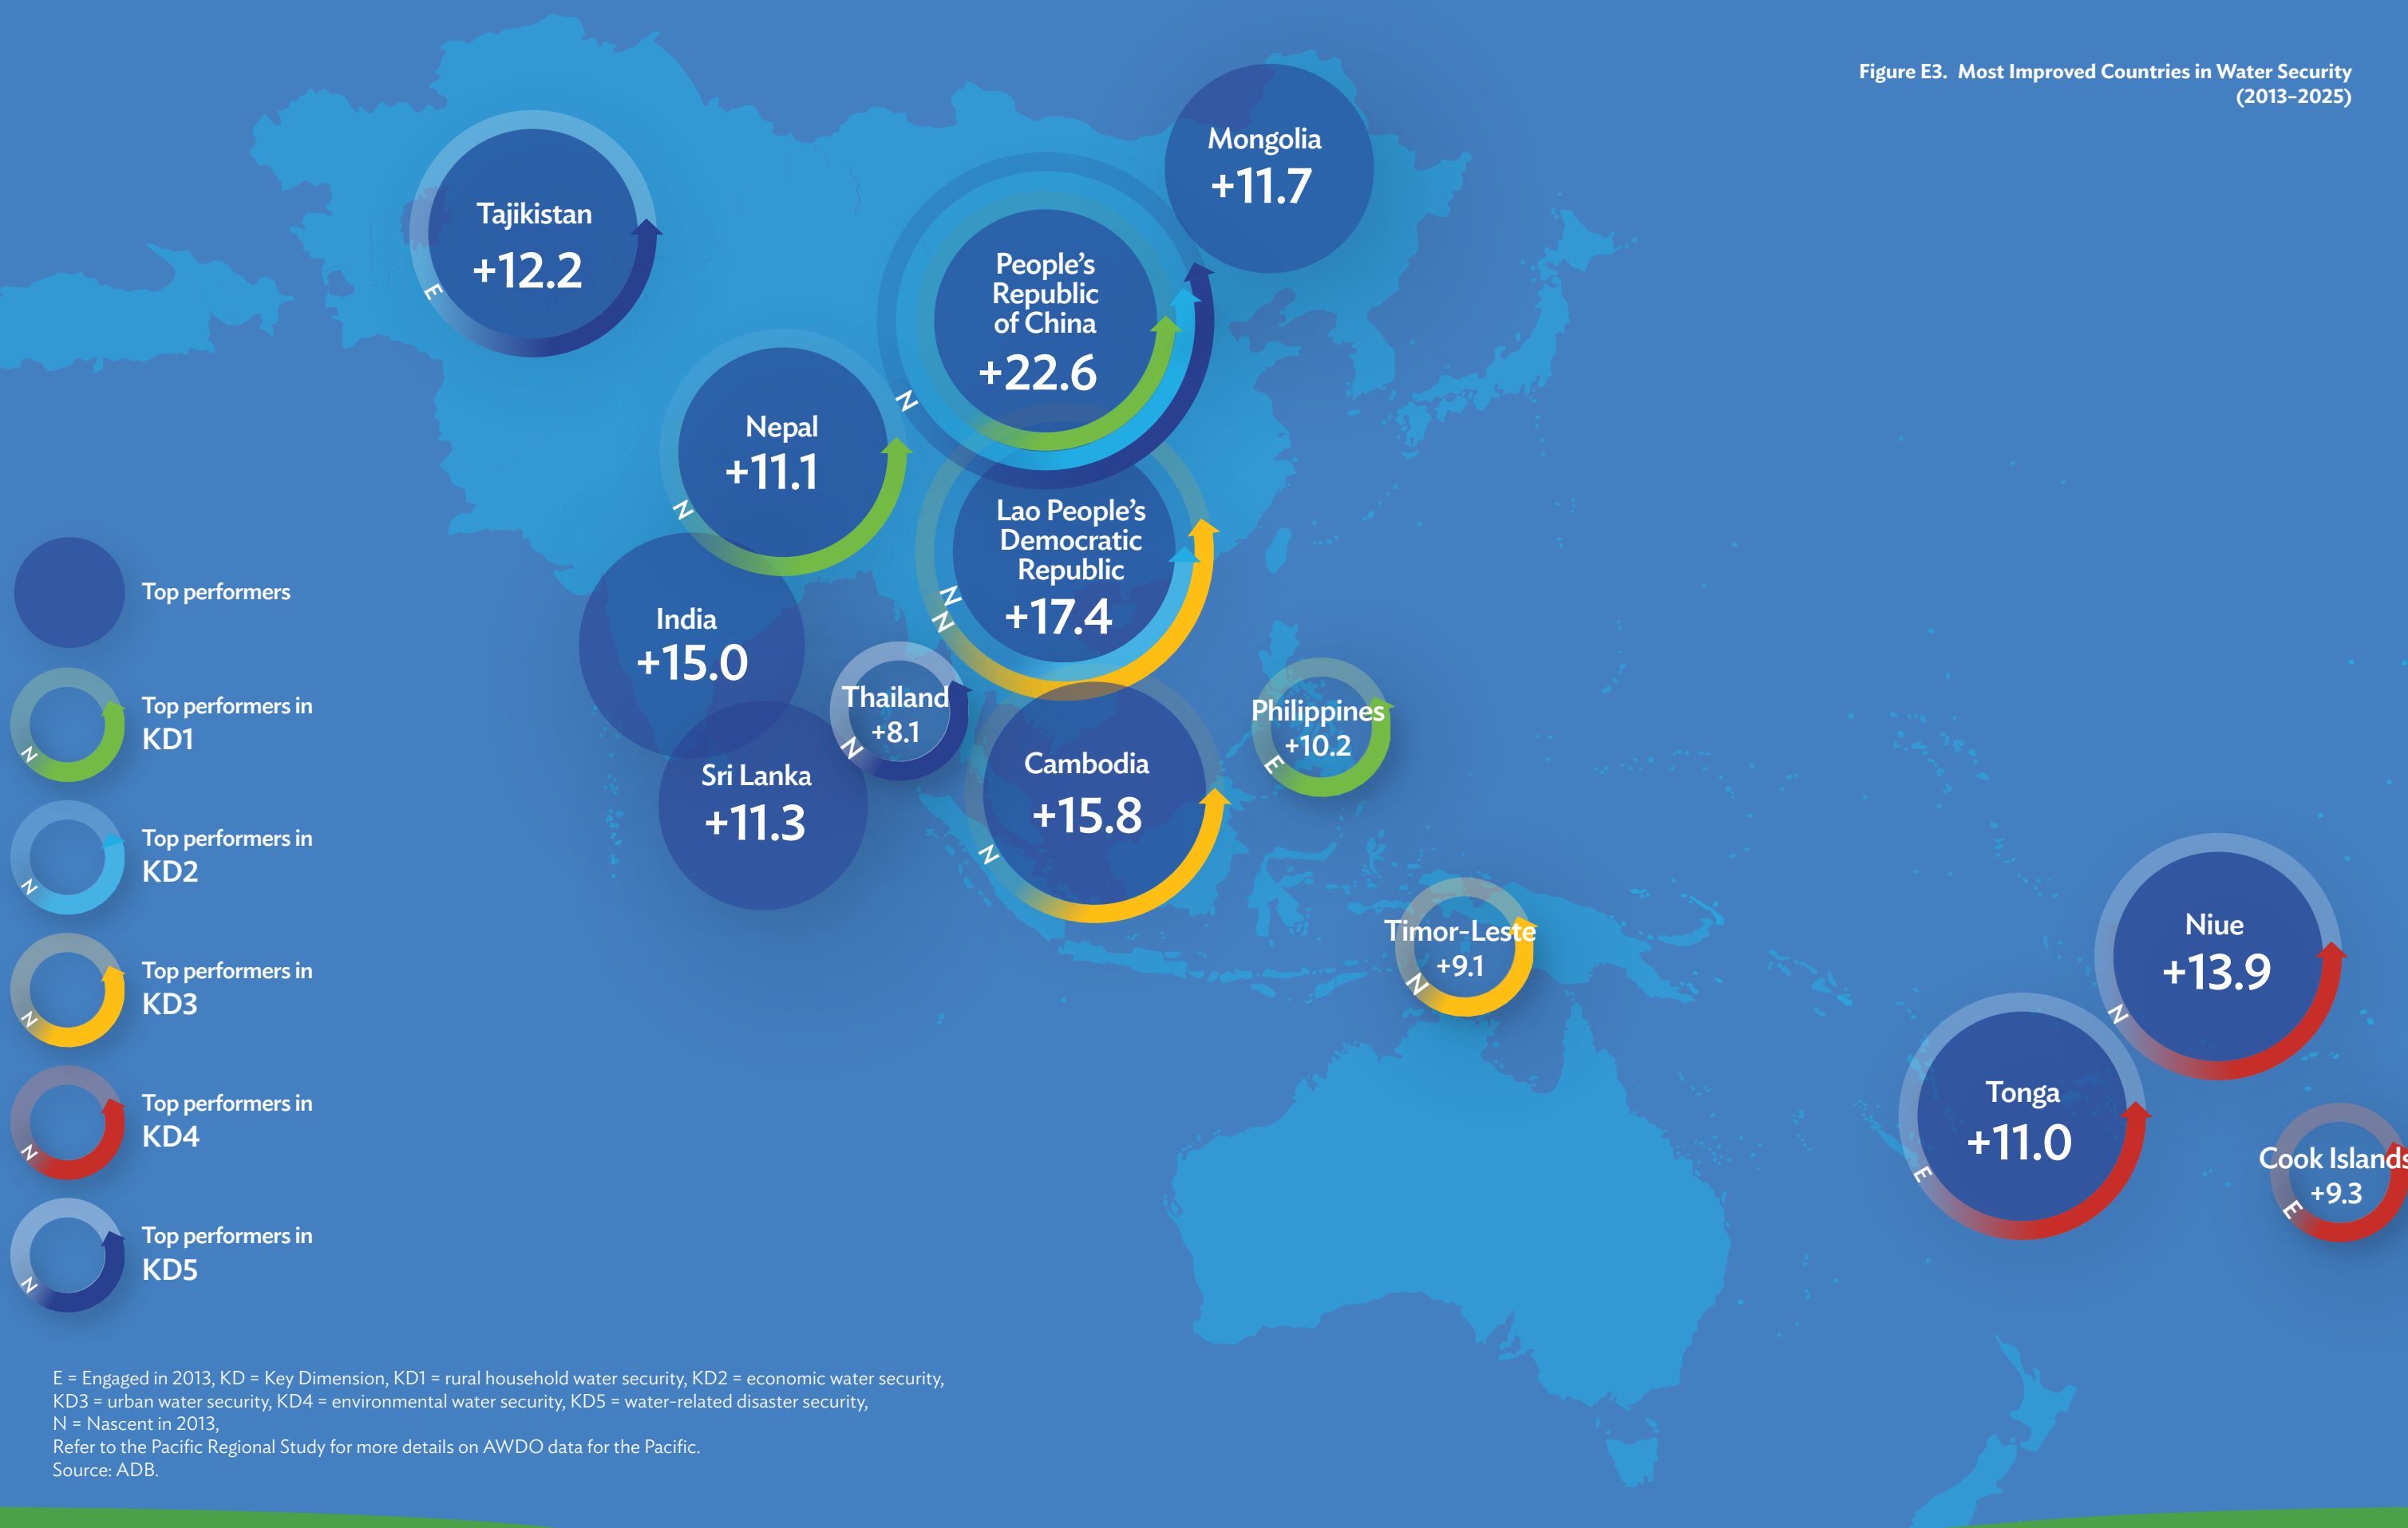 Figure E3.  Most Improved Countries in Water Security
(2013–2025)
Mongolia
+11.7
Tajikistan
+12.2
E
People's
Republic
of China
+22.6
N
Nepal
+11.1
N
Lao People's
Democratic
Republic
+17.4
N
N
India
+15.0
Thailand
+8.1
N
Philippines
+10.2
E
Sri Lanka
+11.3
Cambodia
+15.8
N
Timor-Leste
+9.1
N
Niue
+13.9
N
Tonga
+11.0
E
Cook Islands
+9.3
E
Top performers
Top performers in
KD1
N
Top performers in
KD2
N
Top performers in
KD3
N
Top performers in
KD4
N
Top performers in
KD5
N
E = Engaged in 2013, KD = Key Dimension, KD1 = rural household water security, KD2 = economic water security,
KD3 = urban water security, KD4 = environmental water security, KD5 = water-related disaster security,
N = Nascent in 2013,
Refer to the Pacific Regional Study for more details on AWDO data for the Pacific.
Source: ADB.